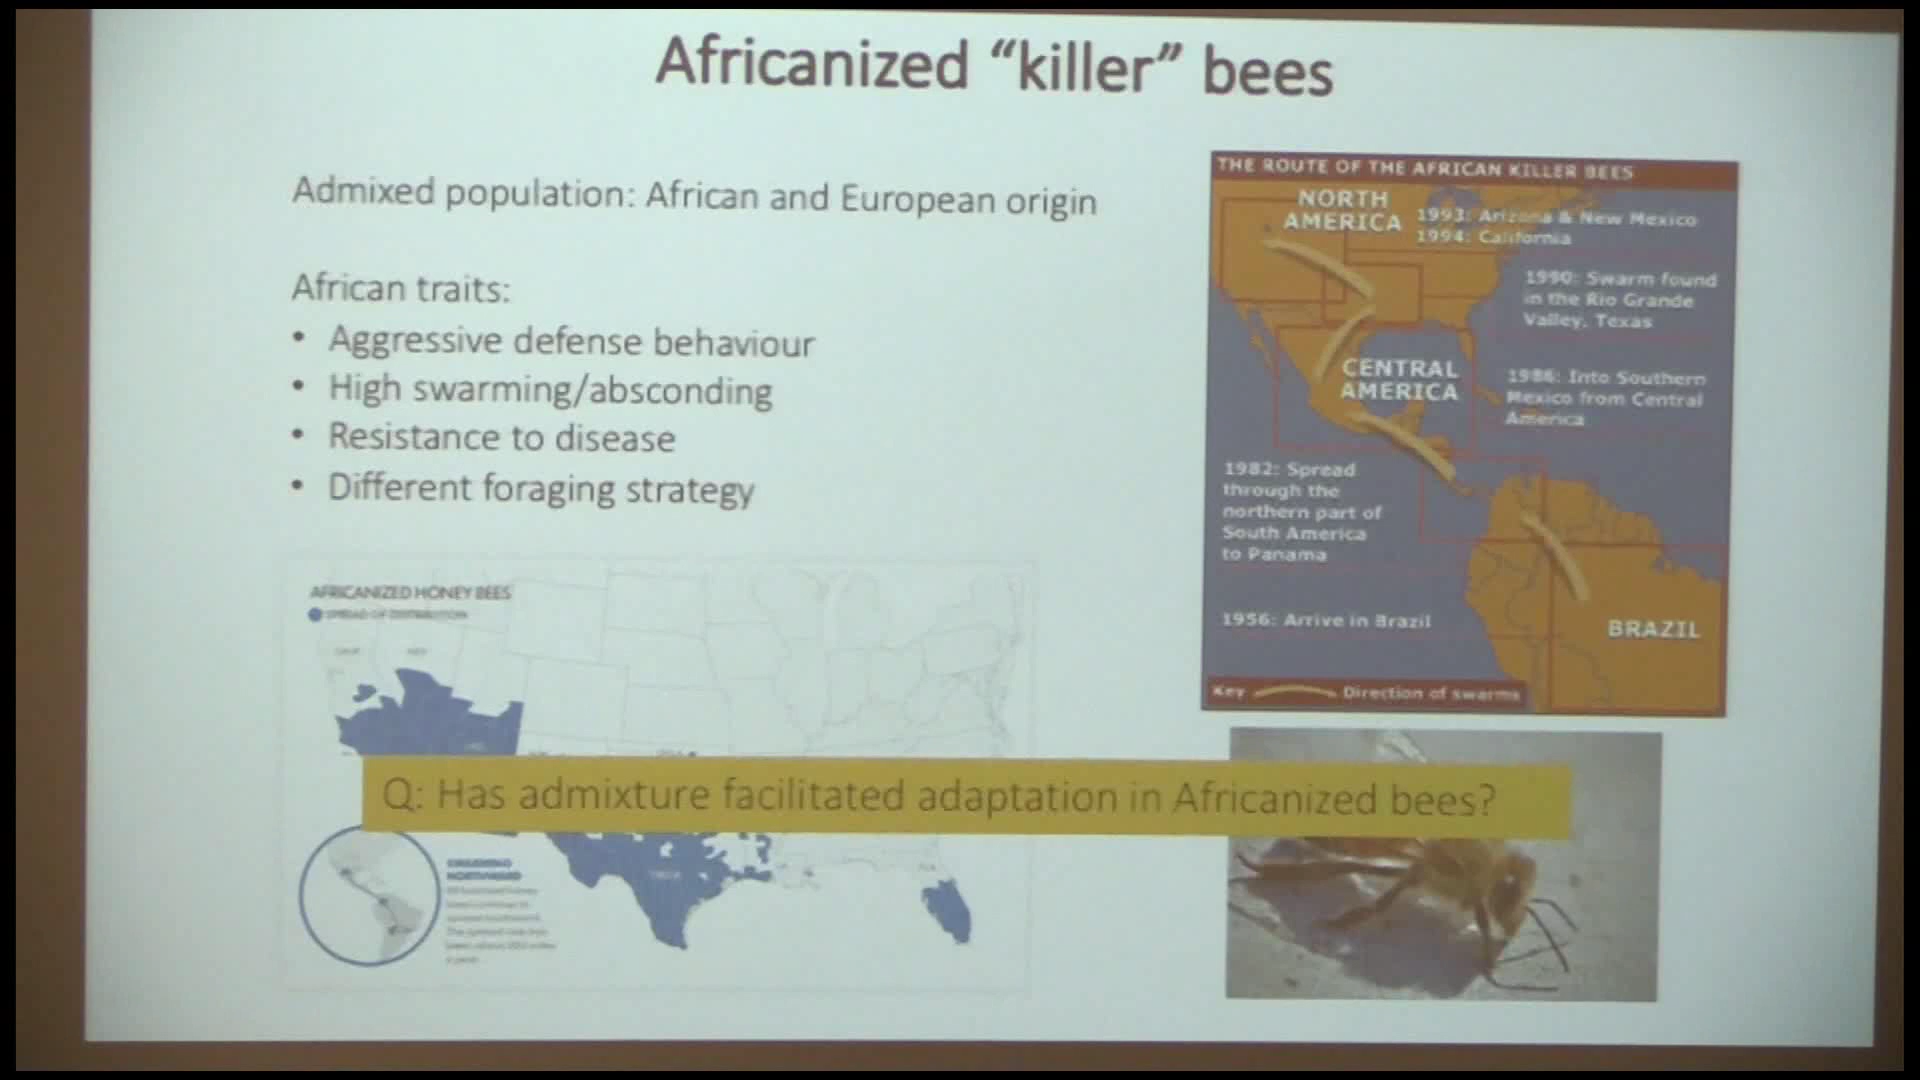 Africanized “killer” bees
Admixed population: African and European origin
African traits:
• Aggressive defense behaviour
• High swarming/absconding
• Resistance to disease
• Different foraging strategy
THE ROUTE OF THE AFRICAN KILLER BEES
NORTH
AMERICA
1993: Arizona & New Mexico
1994: California
1990: Swarm found
in the Rio Grande
Valley, Texas
CENTRAL
AMERICA
1986: Into Southern
Mexico from Central
America
1982: Spread
through the
northern part of
South America
to Panama
1956: Arrive in Brazil
BRAZIL
Key
Direction of swarms
AFRICANIZED HONEY BEES
SPREAD OF DISTRIBUTION
Q: Has admixture facilitated adaptation in Africanized bees?
NORTHWARD